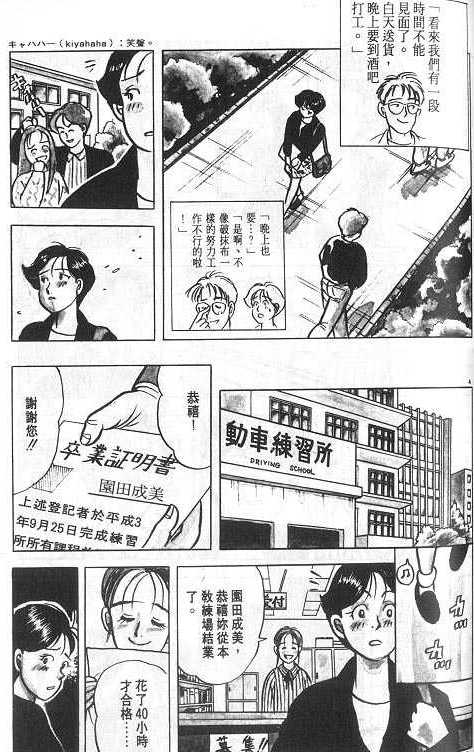 「看來我們有一段
時間不能
見面了。
白天送貨，
晚上要到酒吧
打工。」
キャハハー（kiyahaha）：笑聲。
「晚上也
要…？」
「是啊、不
像破抹布一
樣的努力工
作不行的啦
！」
動車練習所
DRIVING SCHOOL
恭禧！
謝謝您!!
卒業証明書
園田成美
上述登記者於平成3
年9月25日完成練習
所所有課程
園田成美，
恭禧妳從本
教練場結業
了。
受付
募集!!
花了40小時
才合格……